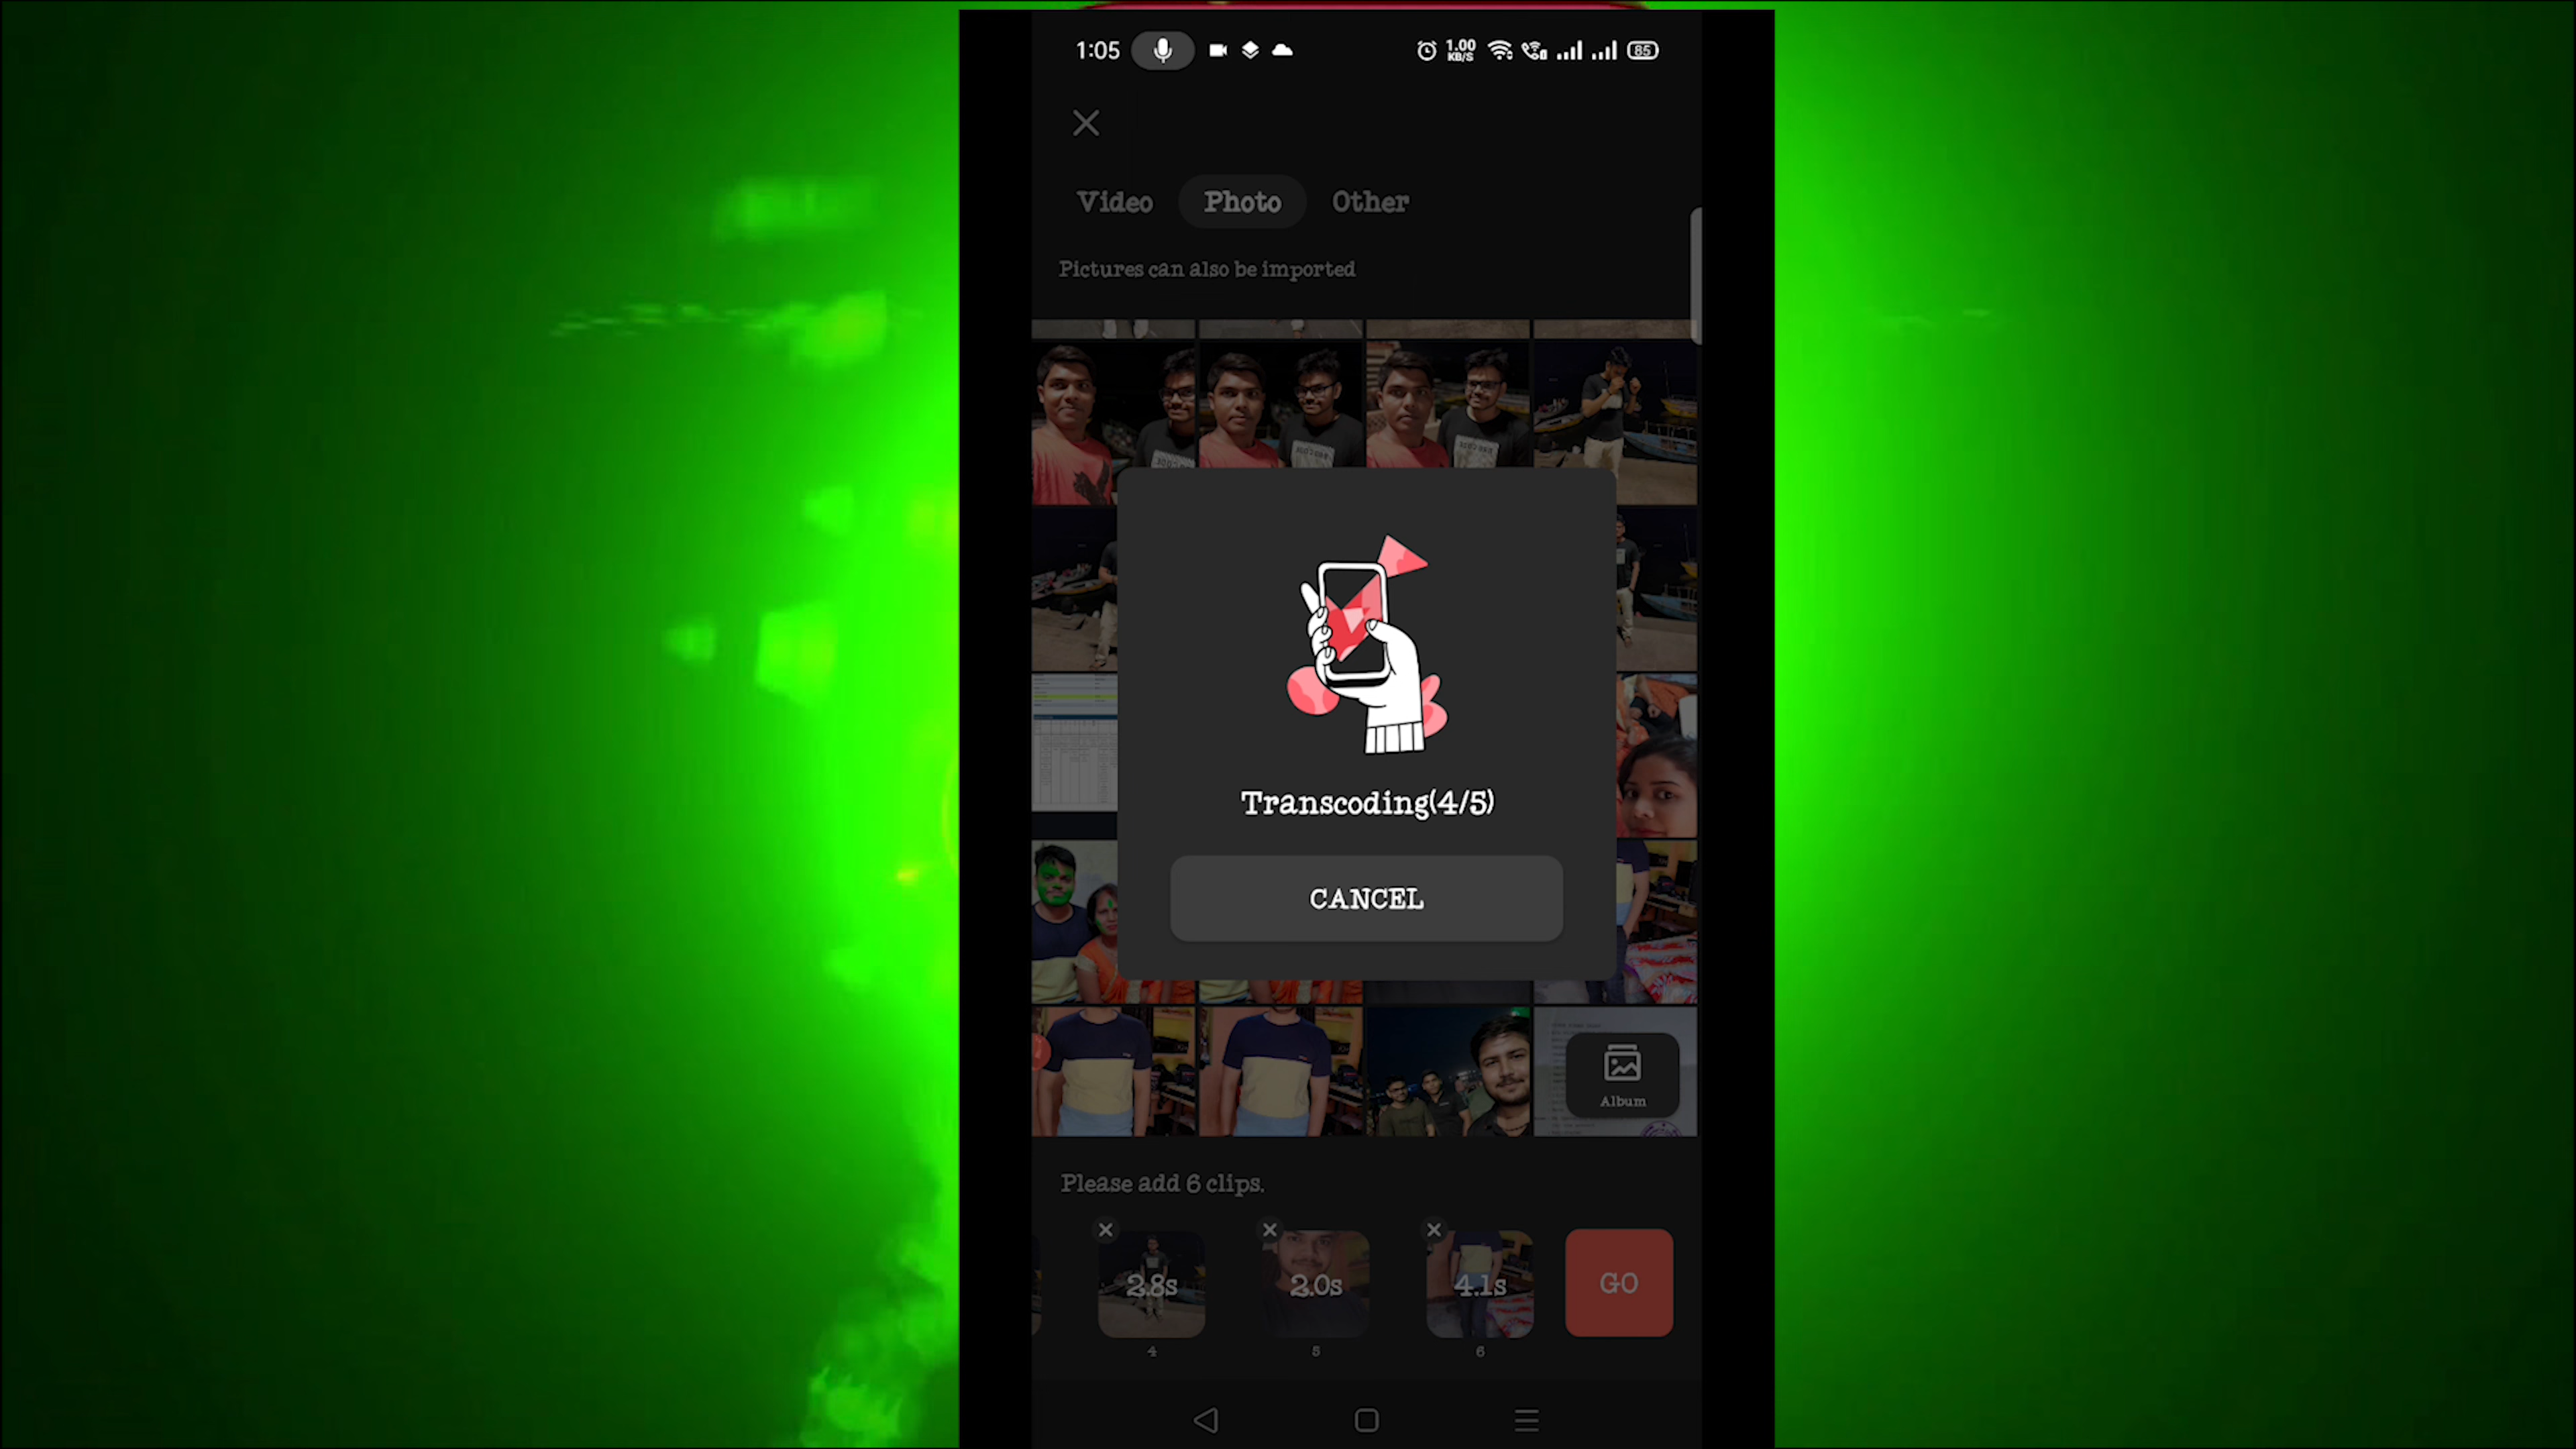 1:05
1.00
KB/S
85
Video Photo Other
Pictures can also be imported
Transcoding(4/5)
CANCEL
Album
Please add 6 clips.
2.8s 2.0s 4.1s GO
4 5 6